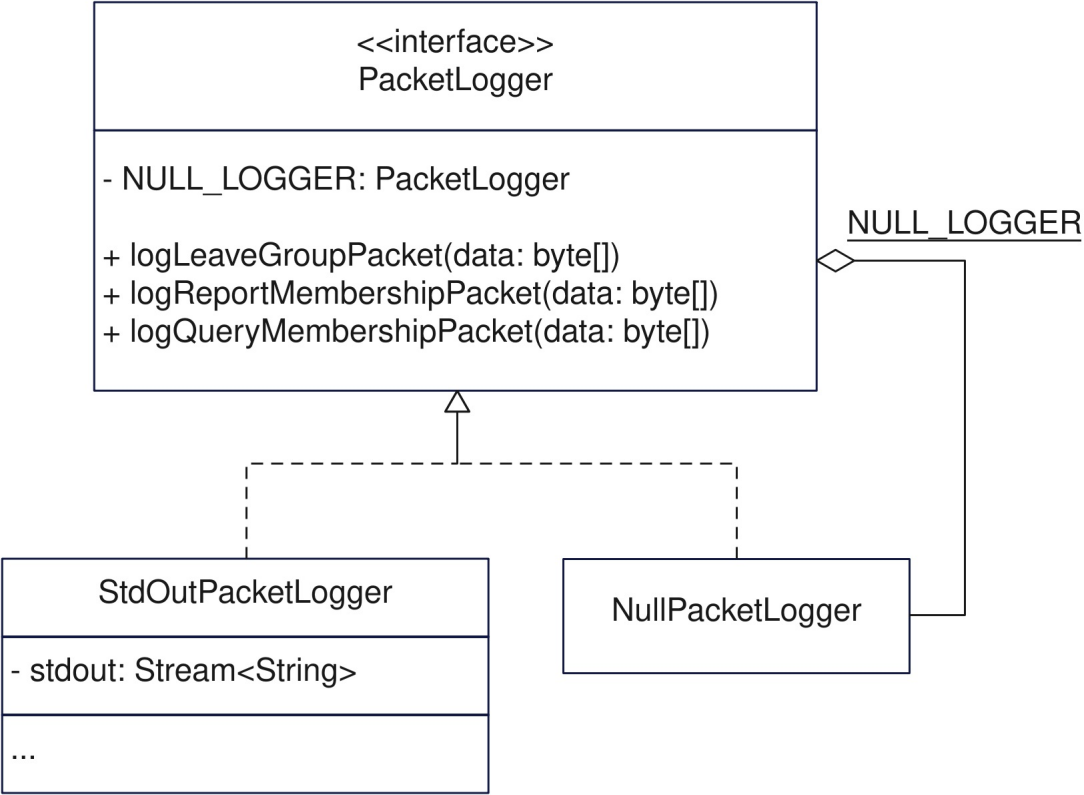 <<interface>>
PacketLogger
- NULL_LOGGER: PacketLogger
NULL_LOGGER
+ logLeaveGroupPacket(data: byte[])
+ logReportMembershipPacket(data: byte[])
+ logQueryMembershipPacket(data: byte[])
StdOutPacketLogger
- stdout: Stream<String>
...
NullPacketLogger